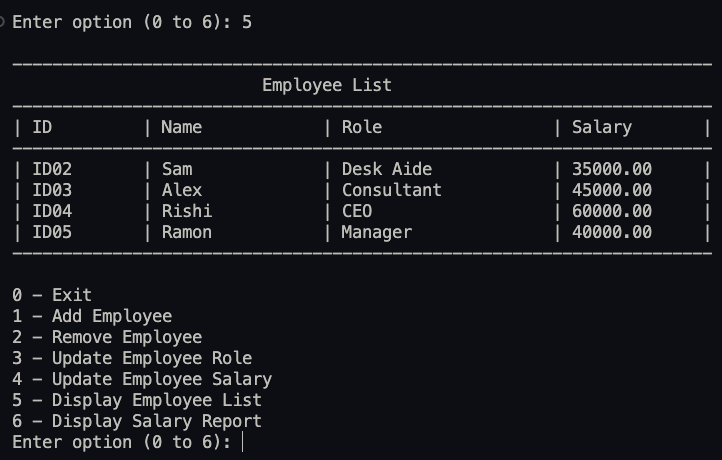 Enter option (0 to 6): 5
Employee List
| ID | Name | Role | Salary |
| ID02 | Sam | Desk Aide | 35000.00 |
| ID03 | Alex | Consultant | 45000.00 |
| ID04 | Rishi | CEO | 60000.00 |
| ID05 | Ramon | Manager | 40000.00 |
0 – Exit
1 – Add Employee
2 – Remove Employee
3 – Update Employee Role
4 – Update Employee Salary
5 – Display Employee List
6 – Display Salary Report
Enter option (0 to 6):